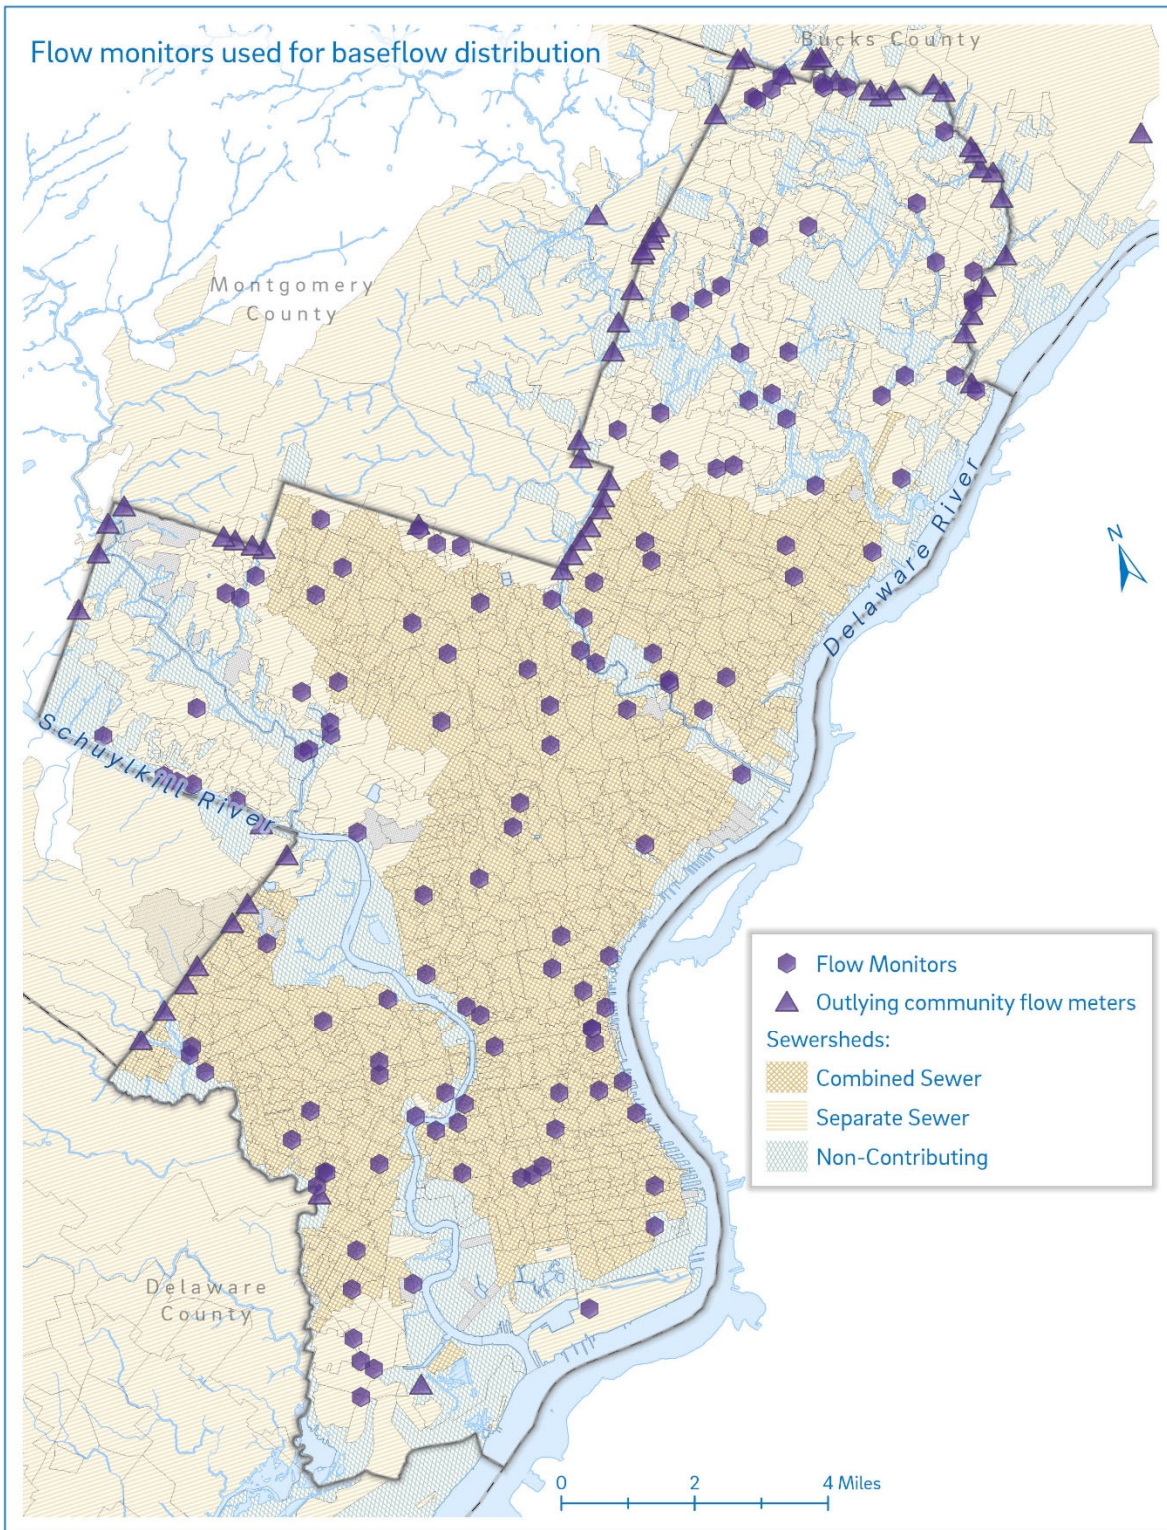 Flow monitors used for baseflow distribution
Bucks County
Montgomery
County
N
Delaware River
Schuylkill River
Flow Monitors
Outlying community flow meters
Sewersheds:
Combined Sewer
Separate Sewer
Non-Contributing
Delaware
County
0 2 4 Miles